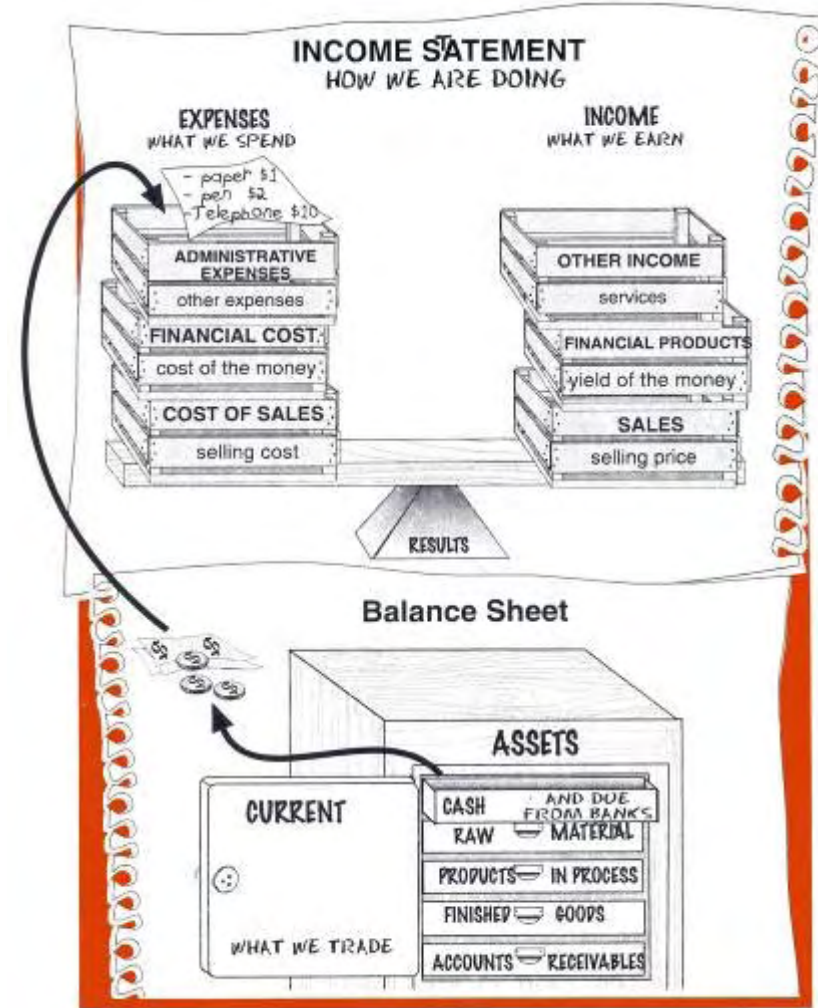 INCOME STATEMENT
HOW WE ARE DOING
EXPENSES
WHAT WE SPEND
INCOME
WHAT WE EARN
- paper $1
- pen $2
-Telephone $10
ADMINISTRATIVE
EXPENSES
other expenses
FINANCIAL COST
cost of the money
COST OF SALES
selling cost
OTHER INCOME
services
FINANCIAL PRODUCTS
yield of the money
SALES
selling price
RESULTS
Balance Sheet
$ $
$
$ $
ASSETS
CURRENT
WHAT WE TRADE
CASH AND DUE
FROM BANKS
RAW MATERIAL
PRODUCTS IN PROCESS
FINISHED GOODS
ACCOUNTS RECEIVABLES